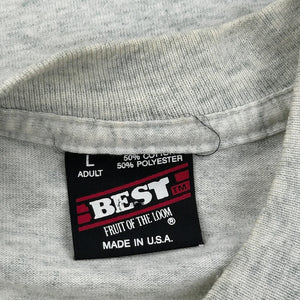 L
ADULT
50% COTTON
50% POLYESTER
BEST TM
FRUIT OF THE LOOM ®
MADE IN U.S.A.